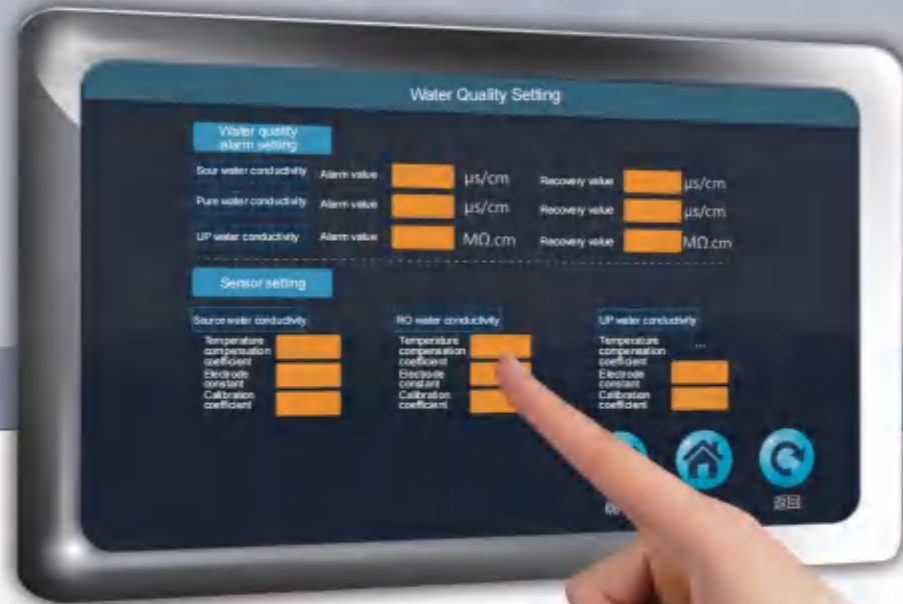 Water Quality Setting
Water quality
alarm setting
Sour water conductivity Alarm value µs/cm Recovery value µs/cm
Pure water conductivity Alarm value µs/cm Recovery value µs/cm
UP water conductivity Alarm value MΩ.cm Recovery value MΩ.cm
Sensor setting
Source water conductivity RO water conductivity UP water conductivity
Temperature
compensation
coefficient
Electrode
constant
Calibration
coefficient
Temperature
compensation
coefficient
Electrode
constant
Calibration
coefficient
Temperature
compensation
coefficient
...
Electrode
constant
Calibration
coefficient
返回